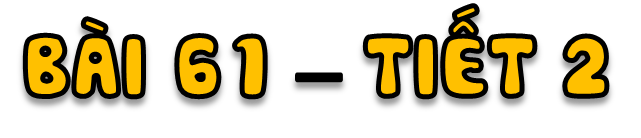 BÀI 61 – TIẾT 2